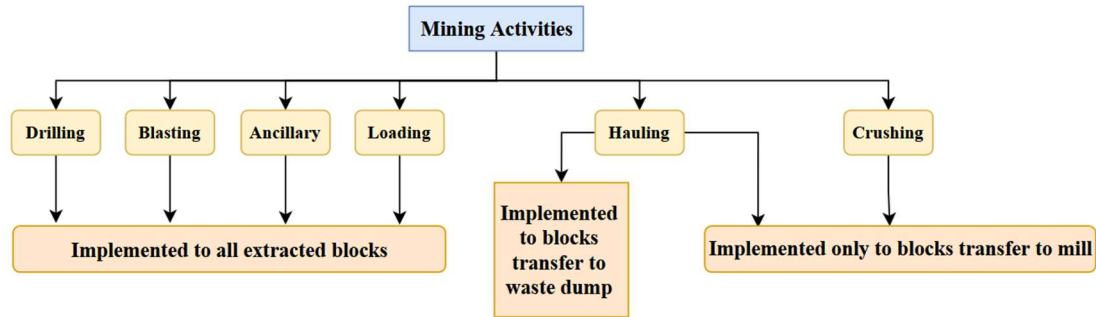 Mining Activities
Drilling
Blasting
Ancillary
Loading
Hauling
Crushing
Implemented to all extracted blocks
Implemented
to blocks
transfer to
waste dump
Implemented only to blocks transfer to mill